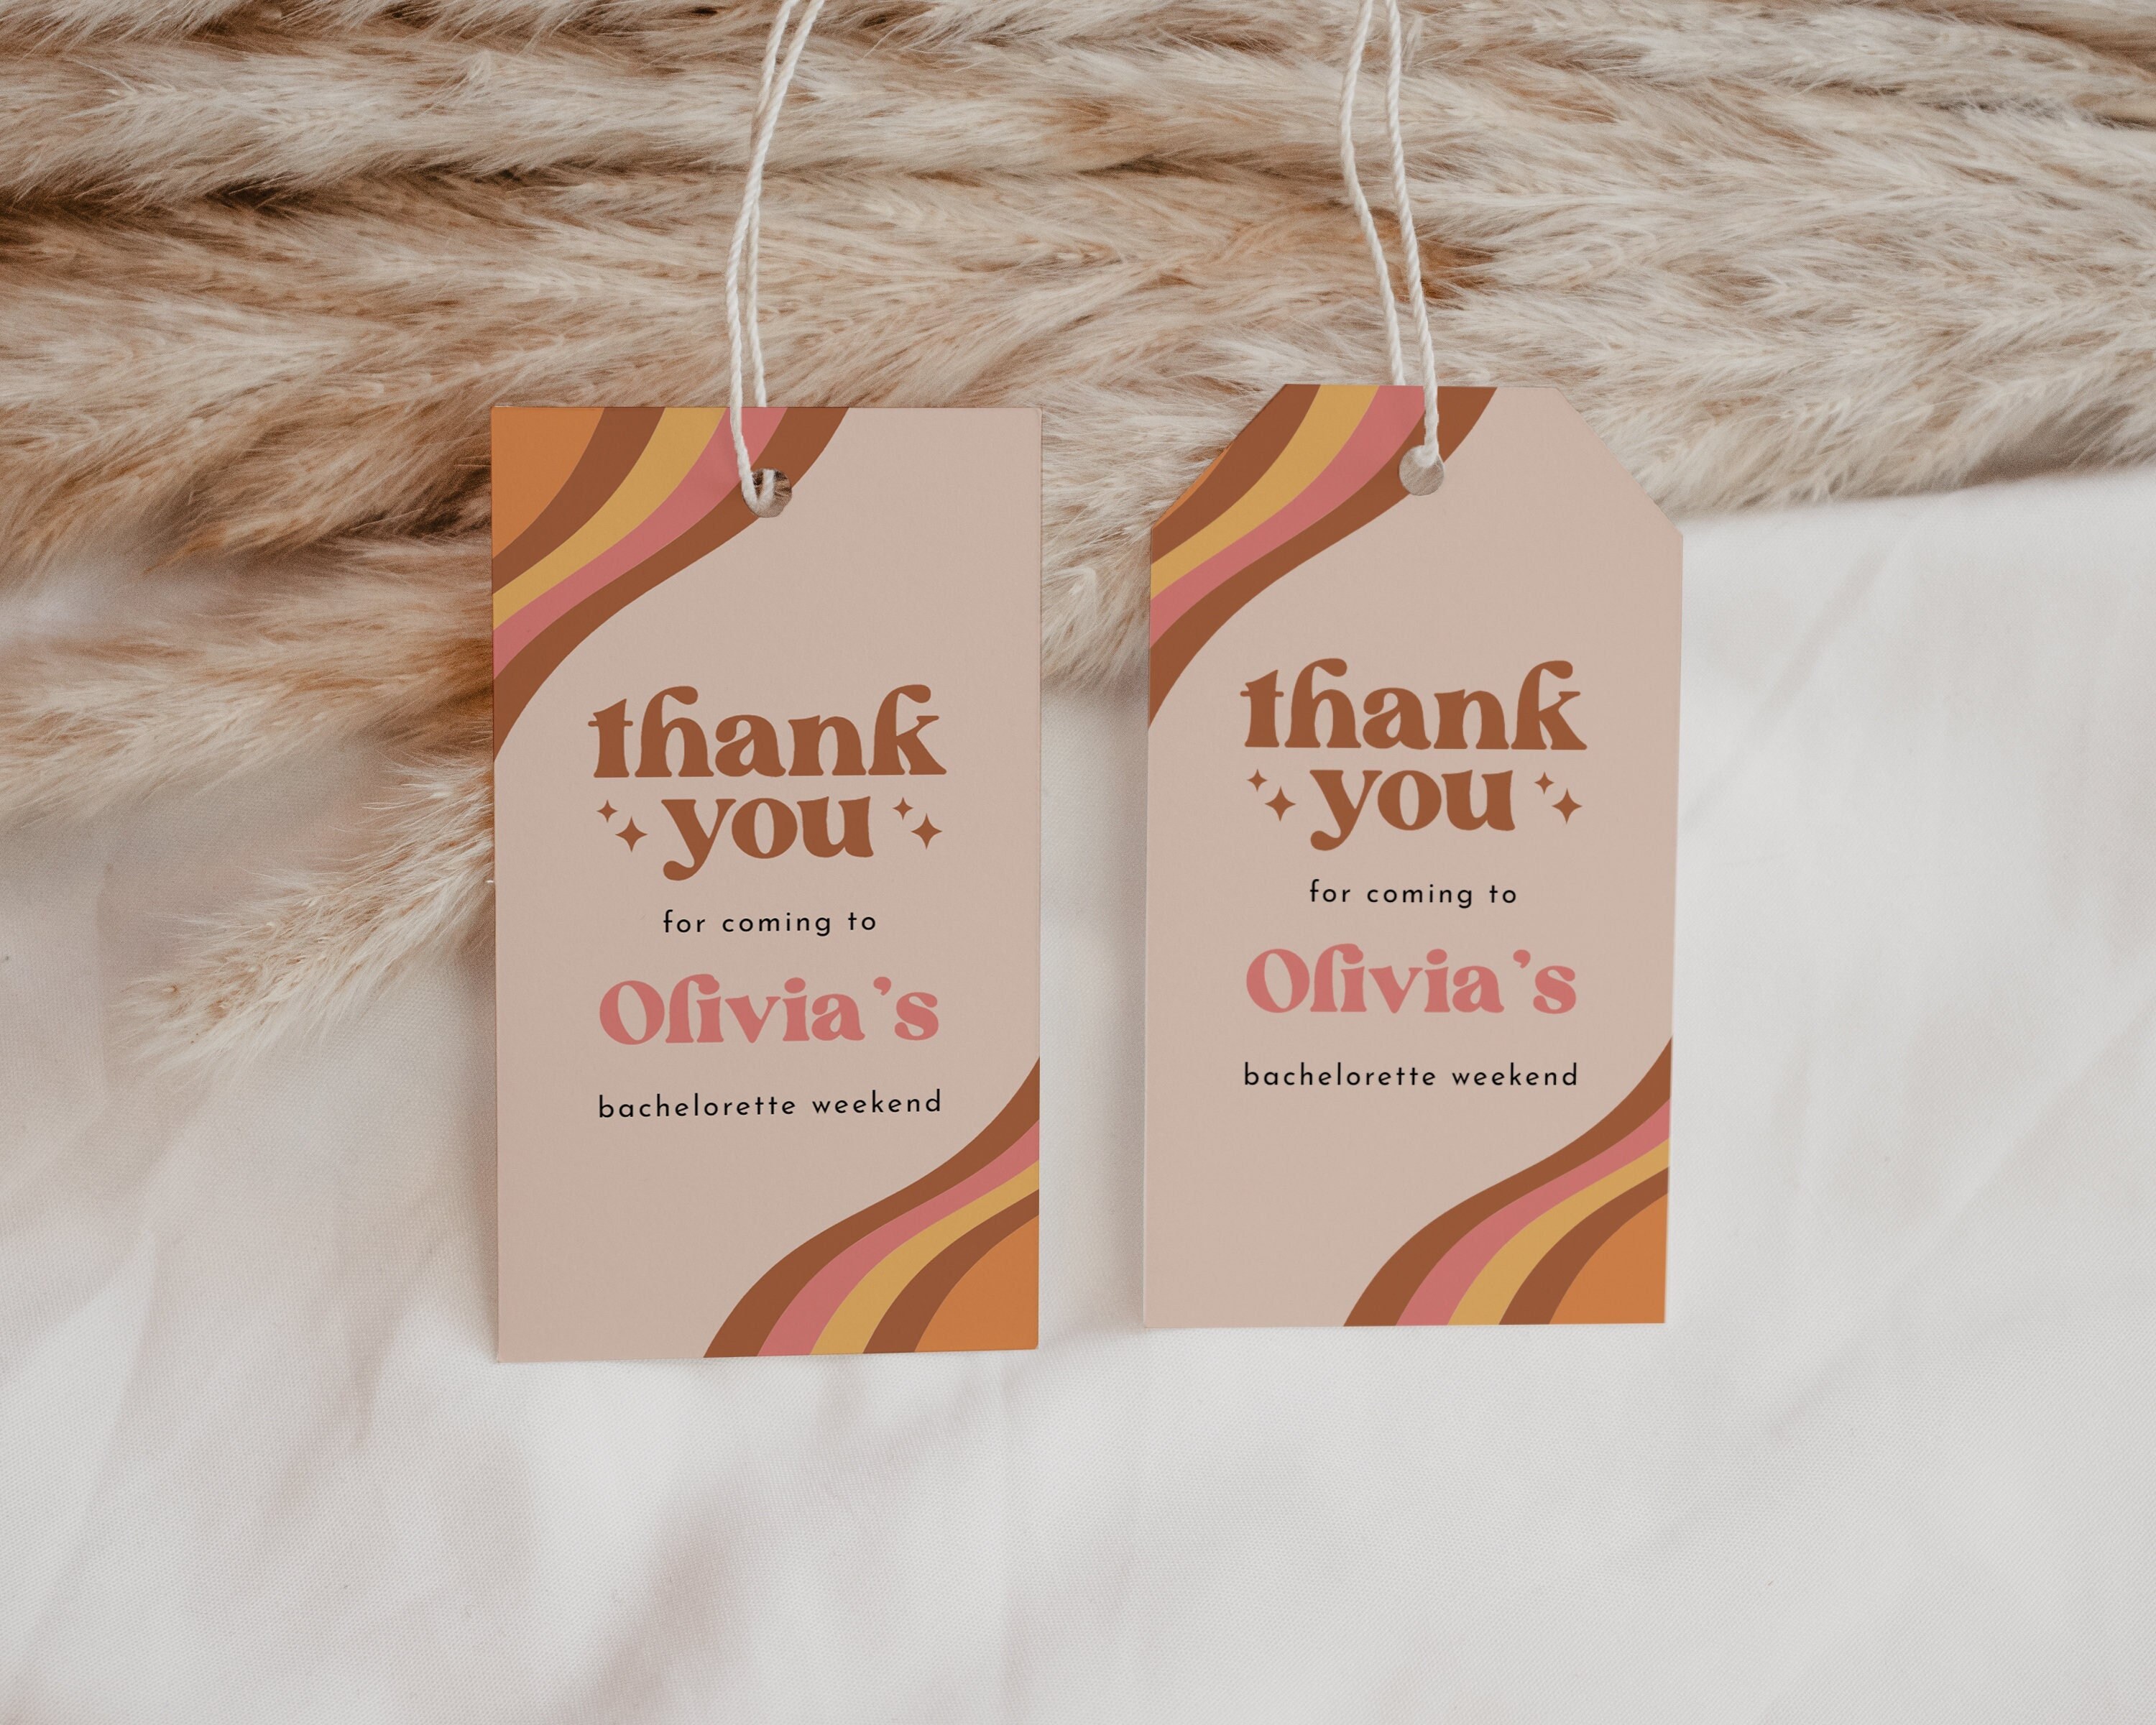 thank
you
for coming to
Olivia's
bachelorette weekend
thank
you
for coming to
Olivia's
bachelorette weekend